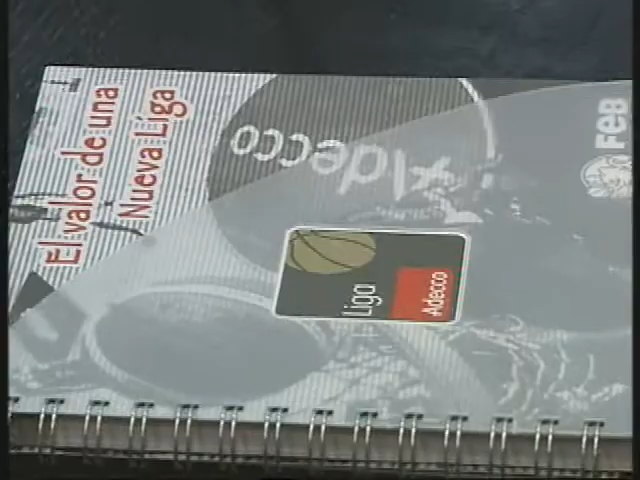 El valor de una
Nueva Liga
Adecco
FEB
Liga
Adecco